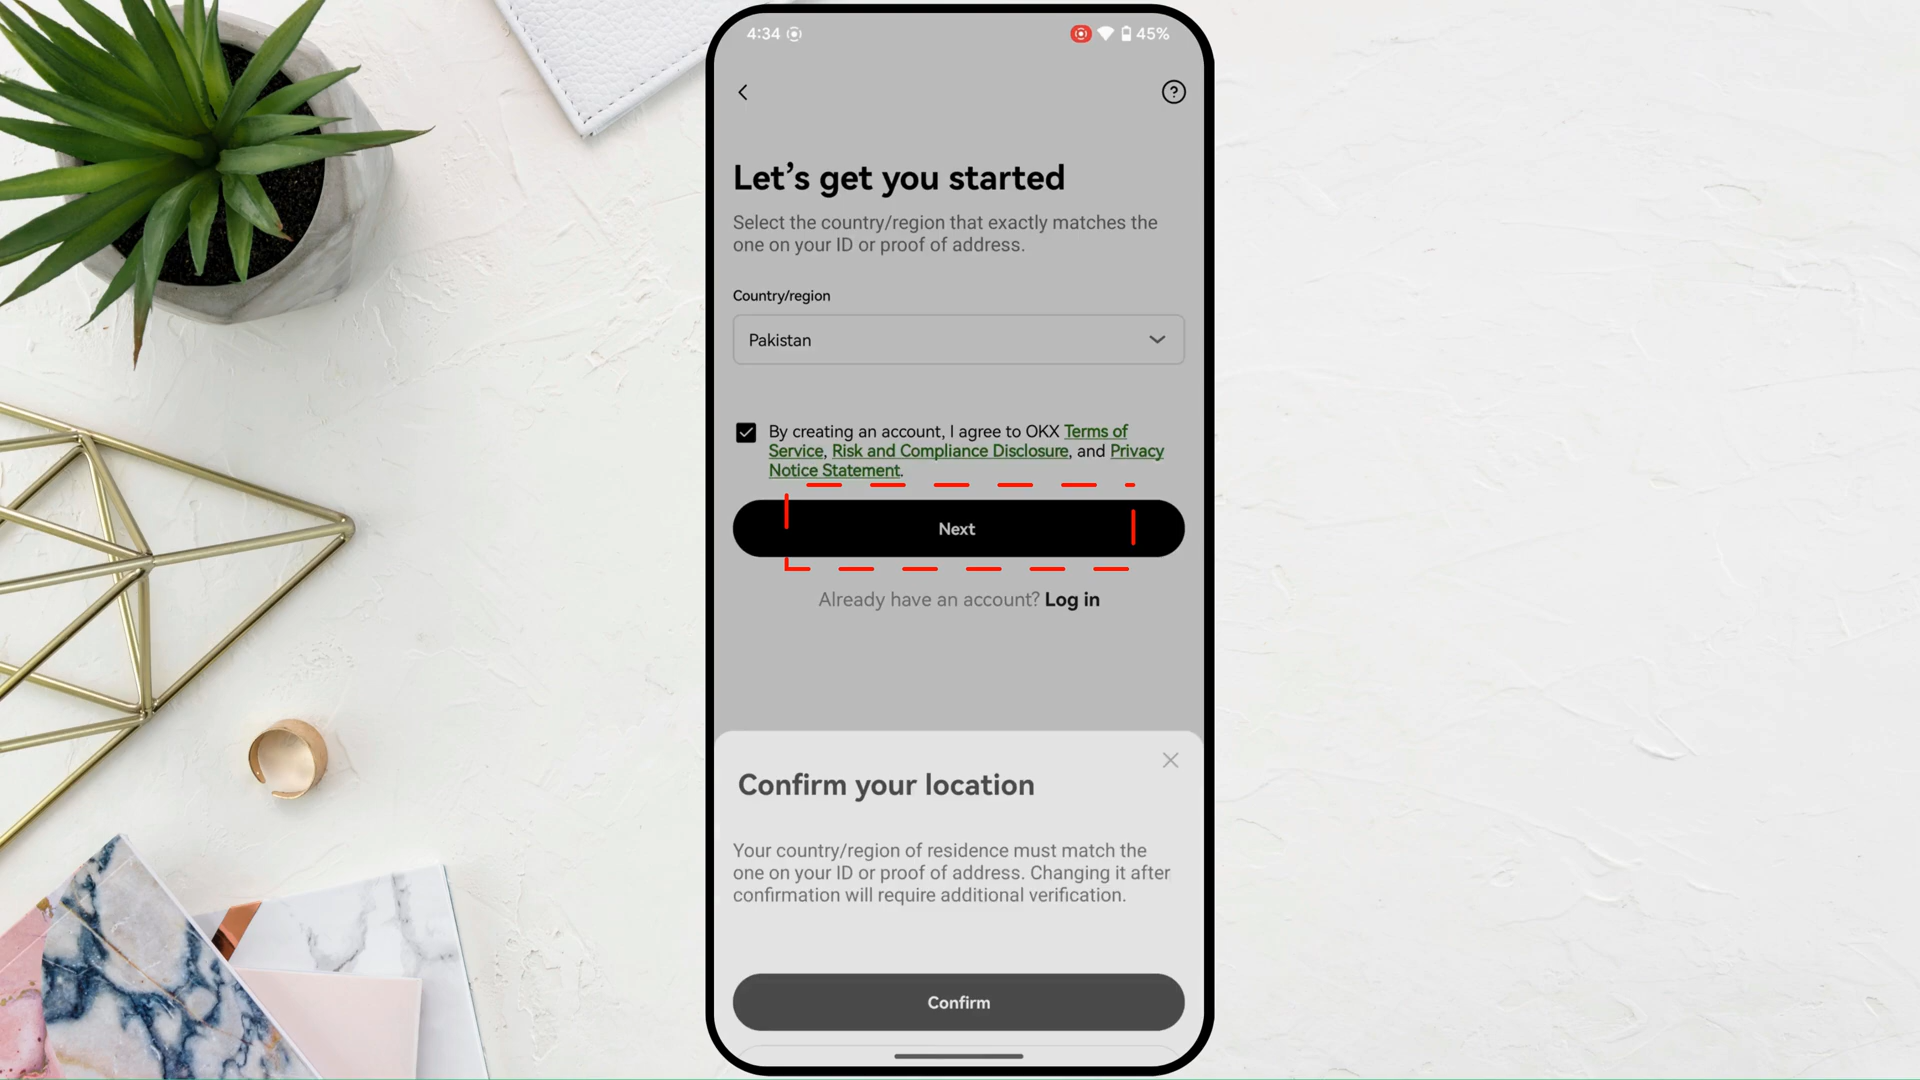 4:34 45%
Let’s get you started
Select the country/region that exactly matches the
one on your ID or proof of address.
Country/region
Pakistan
By creating an account, I agree to OKX Terms of
Service, Risk and Compliance Disclosure, and Privacy
Notice Statement.
Next
Already have an account? Log in
Confirm your location
Your country/region of residence must match the
one on your ID or proof of address. Changing it after
confirmation will require additional verification.
Confirm